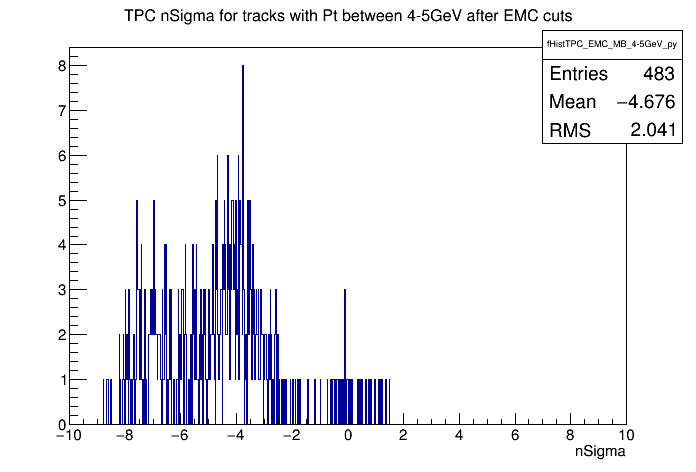 TPC nSigma for tracks with Pt between 4-5GeV after EMC cuts
fHistTPC_EMC_MB_4-5GeV_py
Entries 483
Mean −4.676
RMS 2.041
8
7
6
5
4
3
2
1
0
−10 −8 −6 −4 −2 0 2 4 6 8 10
nSigma